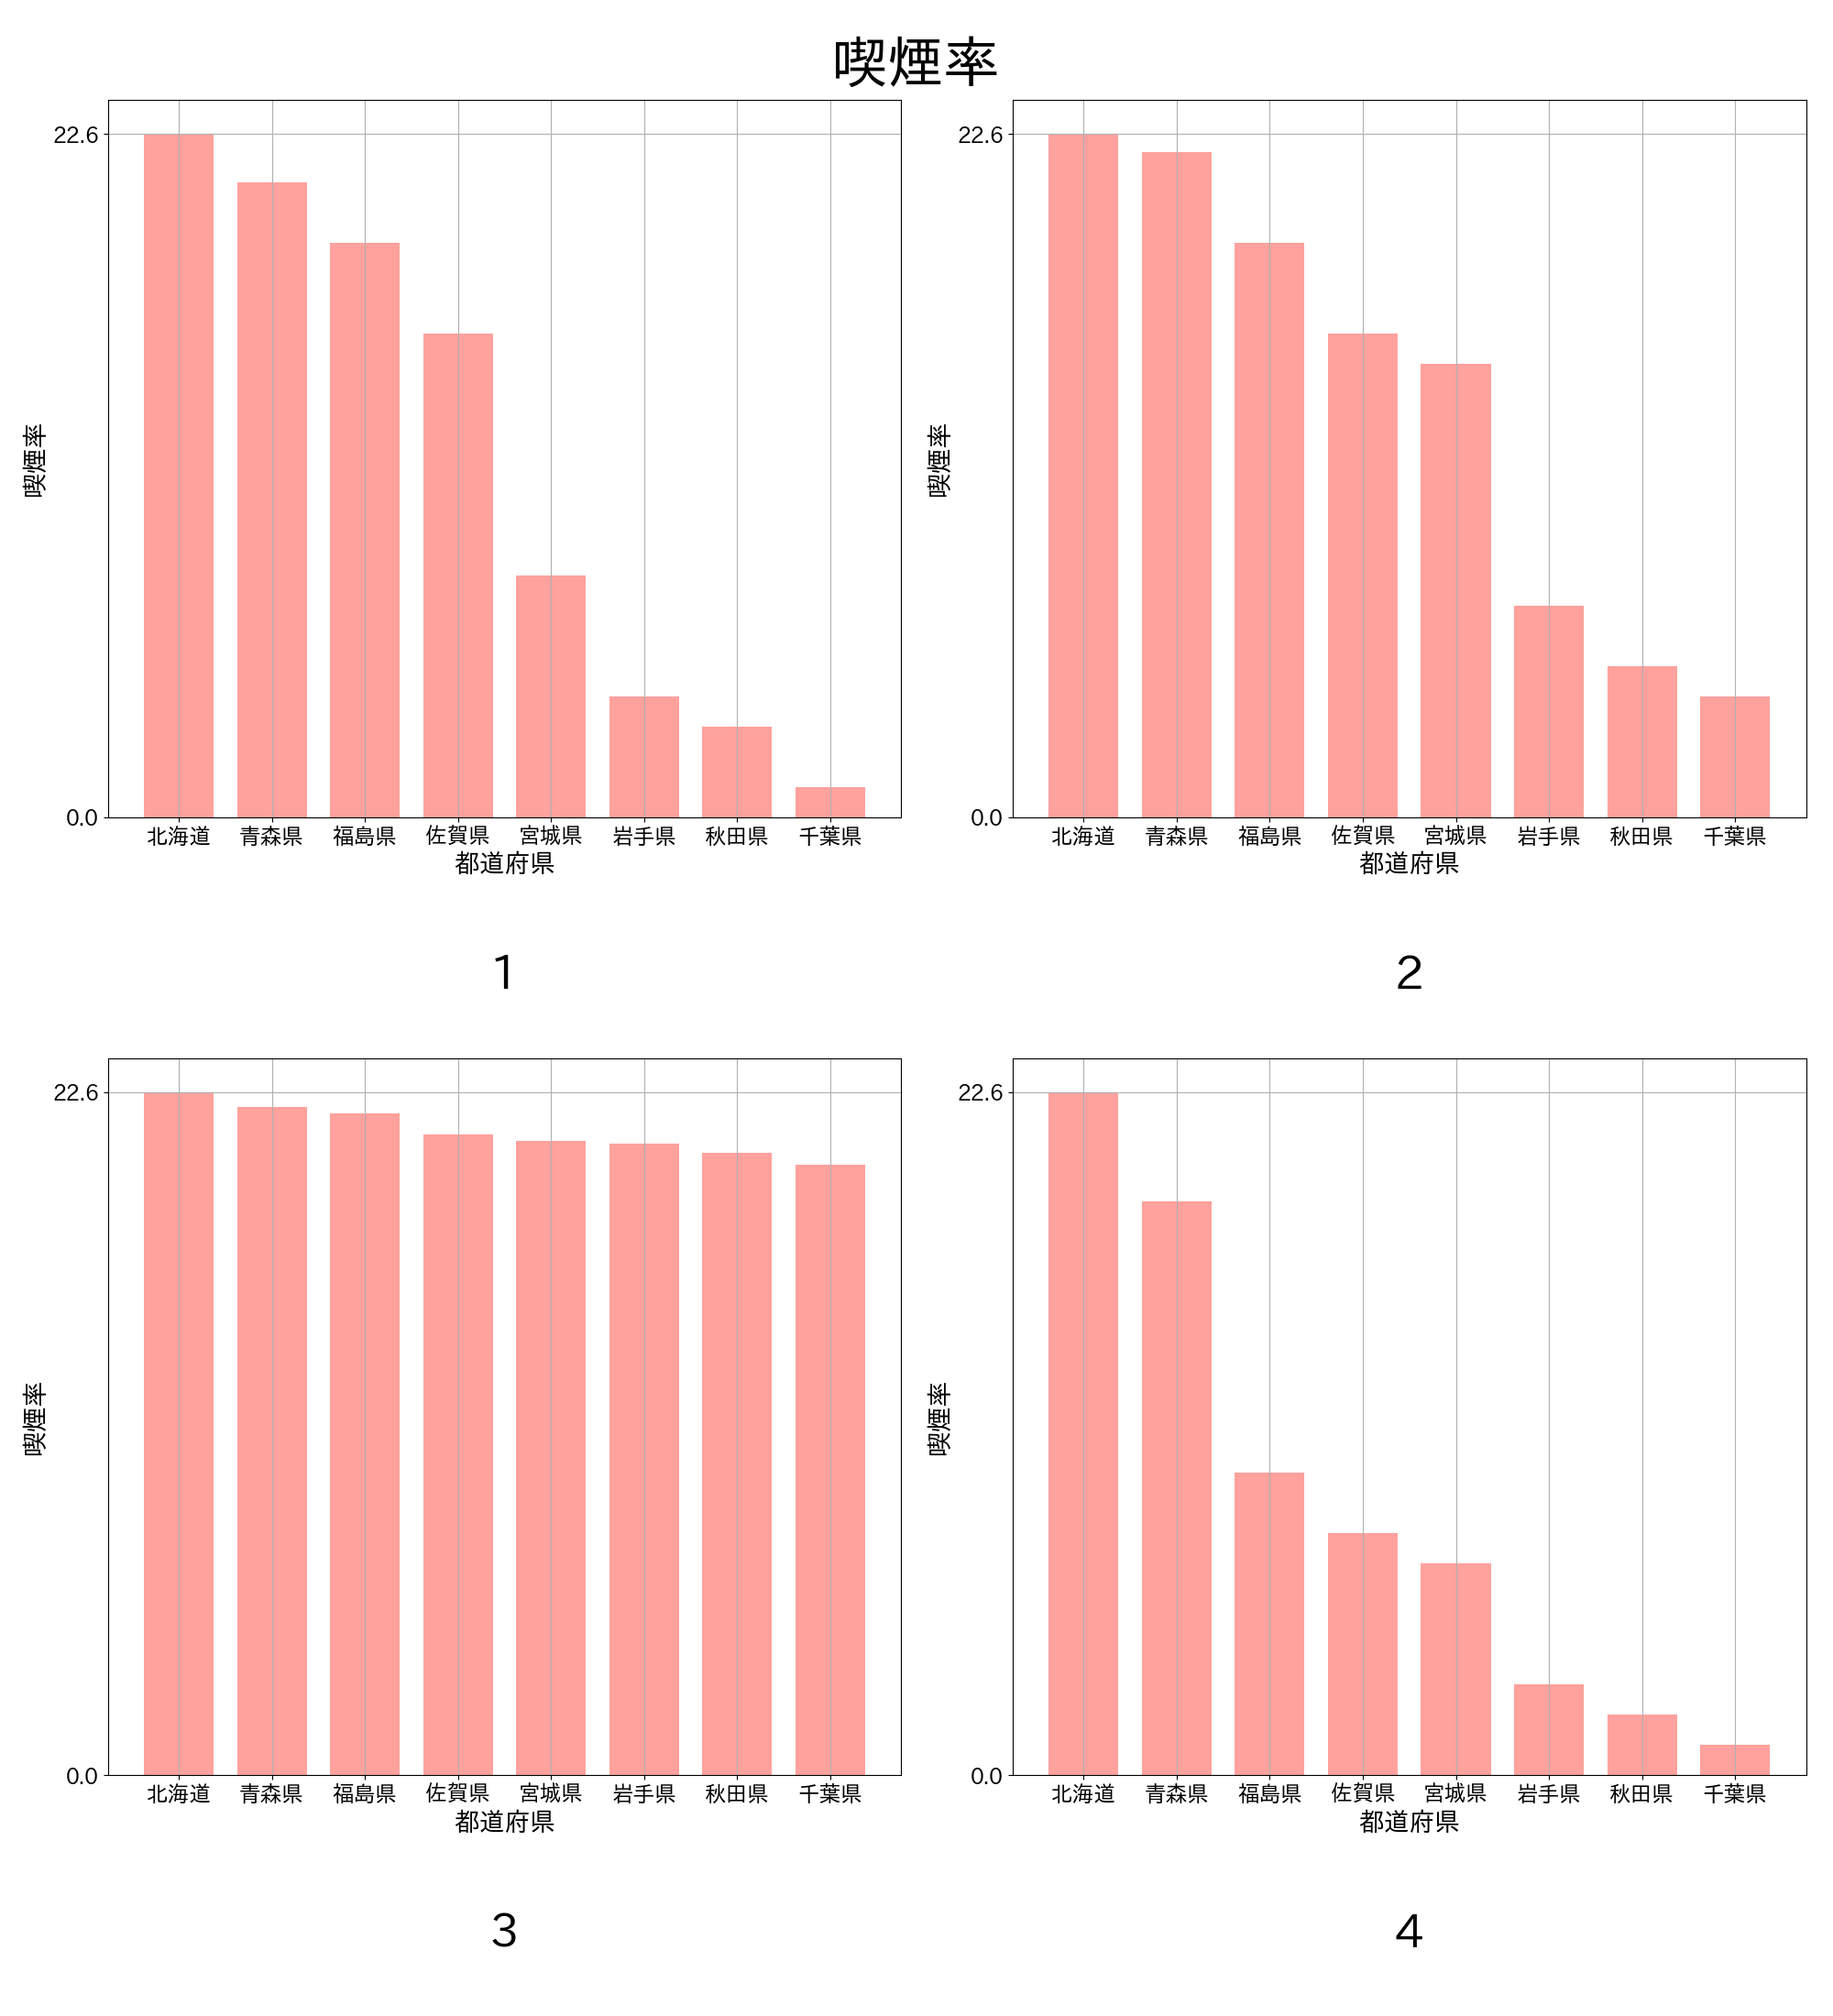 喫煙率
22.6
0.0
喫煙率
北海道 青森県 福島県 佐賀県 宮城県 岩手県 秋田県 千葉県
都道府県
1
22.6
0.0
喫煙率
北海道 青森県 福島県 佐賀県 宮城県 岩手県 秋田県 千葉県
都道府県
2
22.6
0.0
喫煙率
北海道 青森県 福島県 佐賀県 宮城県 岩手県 秋田県 千葉県
都道府県
3
22.6
0.0
喫煙率
北海道 青森県 福島県 佐賀県 宮城県 岩手県 秋田県 千葉県
都道府県
4